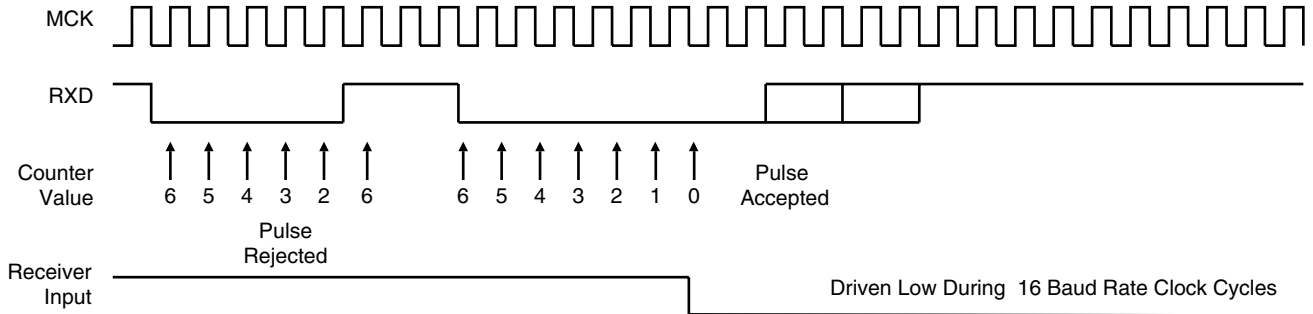 MCK
RXD
Counter
Value
6 5 4 3 2 6 6 5 4 3 2 1 0
Pulse
Accepted
Pulse
Rejected
Receiver
Input
Driven Low During 16 Baud Rate Clock Cycles